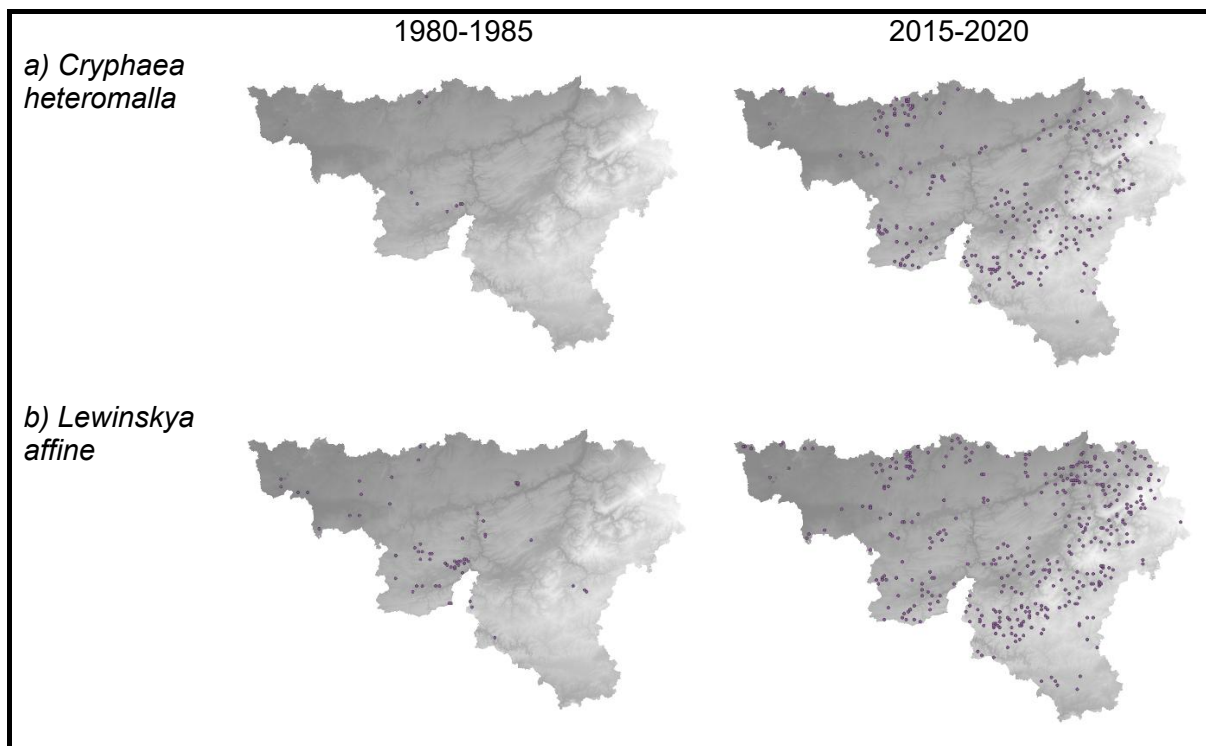 1980-1985
2015-2020
a) Cryphaea
heteromalla
b) Lewinskya
affine